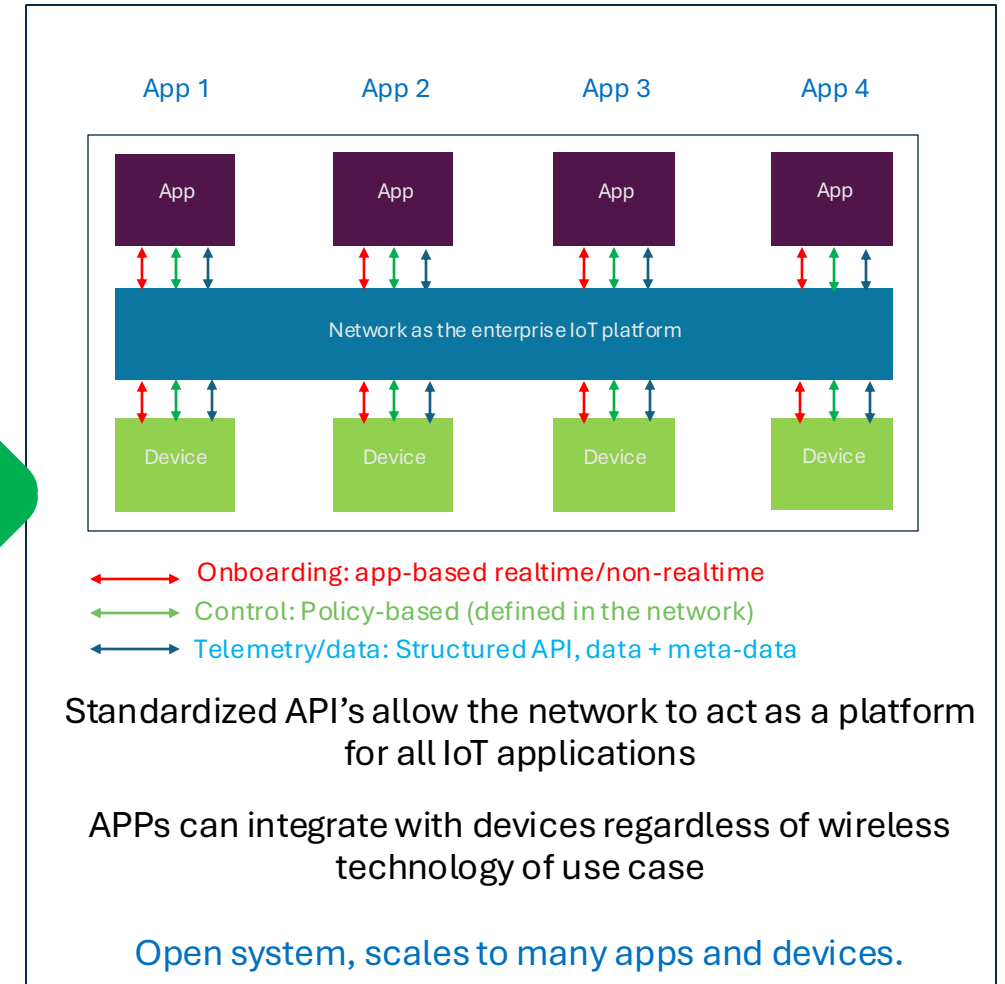 App 1 App 2 App 3 App 4
App App App App
Network as the enterprise IoT platform
Device Device Device Device
Onboarding: app-based realtime/non-realtime
Control: Policy-based (defined in the network)
Telemetry/data: Structured API, data + meta-data
Standardized API’s allow the network to act as a platform
for all IoT applications
APPs can integrate with devices regardless of wireless
technology of use case
Open system, scales to many apps and devices.